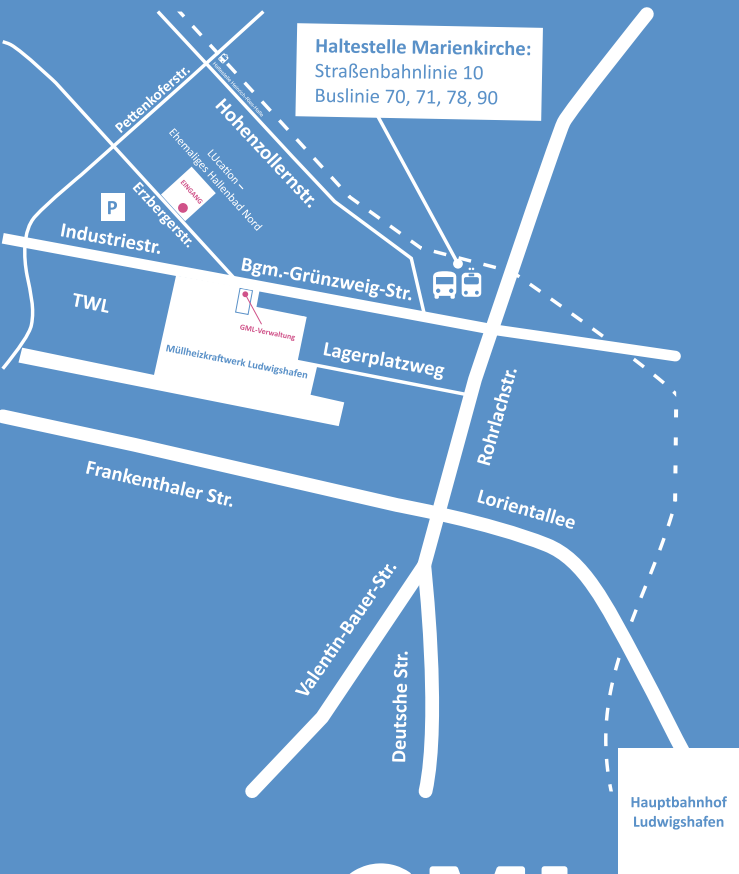 Haltestelle Marienkirche:
Straßenbahnlinie 10
Buslinie 70, 71, 78, 90
Pettenkoferstr.
Hohenzollernstr.
LUcation –
Ehemaliges Hallenbad Nord
EINGANG
Erzbergerstr.
P
Industriestr.
Bgm.-Grünzweig-Str.
TWL
GML-Verwaltung
Müllheizkraftwerk Ludwigshafen
Lagerplatzweg
Rohrlachstr.
Frankenthaler Str.
Lorientallee
Valentin-Bauer-Str.
Deutsche Str.
Hauptbahnhof
Ludwigshafen